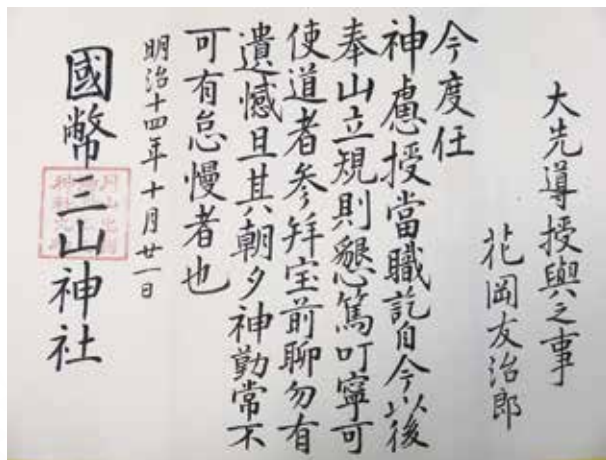 大先導授與之事
花岡友治郎
今度任
神慮授當職訖自今以後
奉山立規則懇篤叮寧可
使道者参拜宝前聊勿有
遺憾且其朝夕神勤常不
可有怠慢者也
明治十四年十月廿一日
國幣三山神社